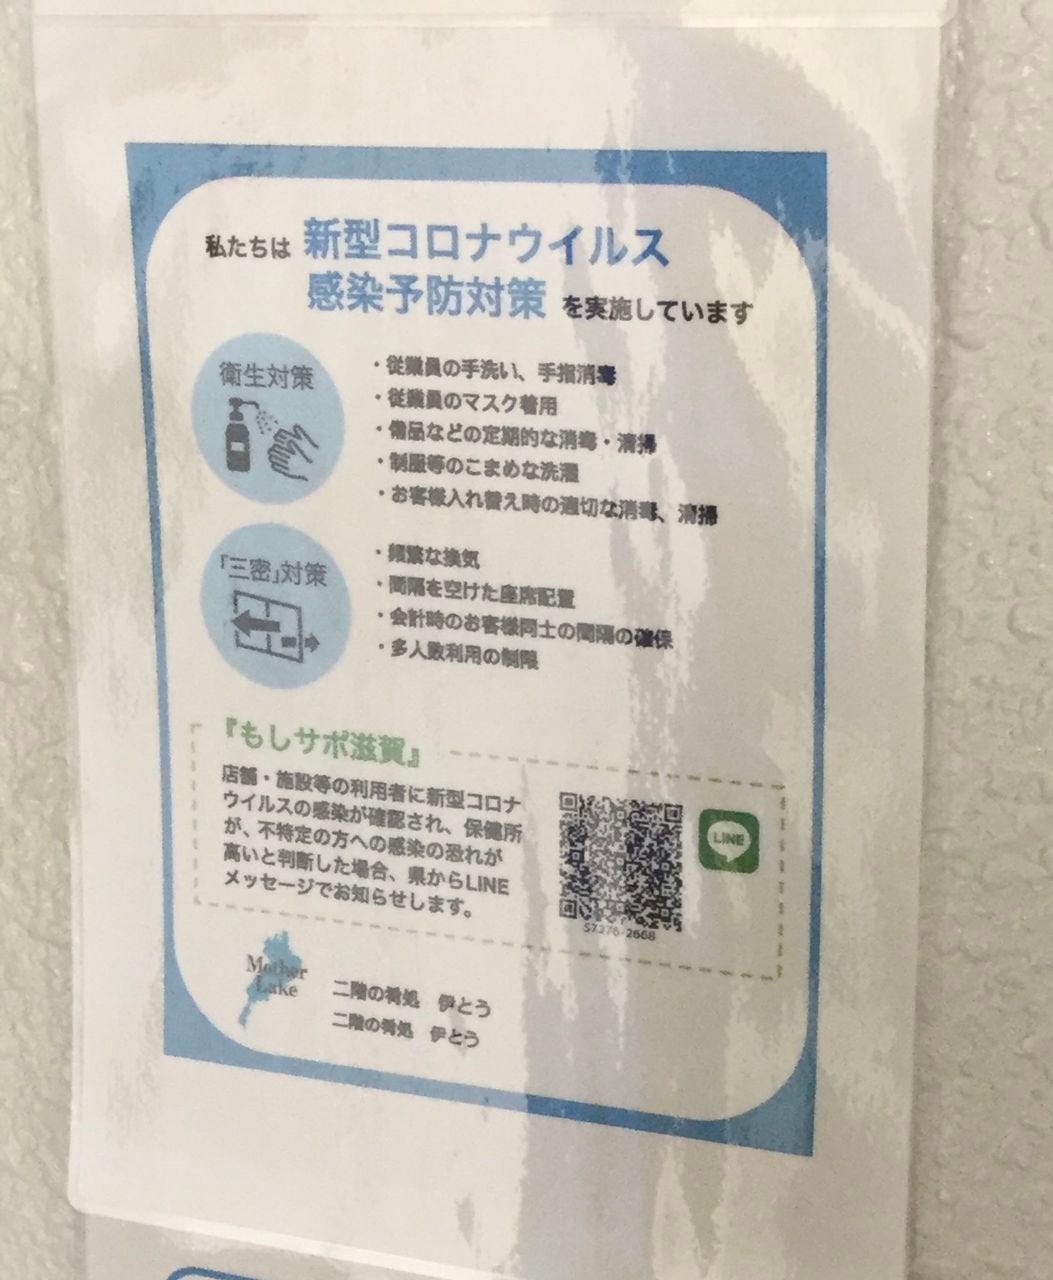 私たちは 新型コロナウイルス
感染予防対策 を実施しています
衛生対策
・従業員の手洗い、手指消毒
・従業員のマスク着用
・備品などの定期的な消毒・清掃
・制服等のこまめな洗濯
・お客様入れ替え時の適切な消毒、清掃
「三密」対策
・頻繁な換気
・間隔を空けた座席配置
・会計時のお客様同士の間隔の確保
・多人数利用の制限
『もしサポ滋賀』
店舗・施設等の利用者に新型コロナ
ウイルスの感染が確認され、保健所
が、不特定の方への感染の恐れが
高いと判断した場合、県からLINE
メッセージでお知らせします。
LINE
S7276-2668
Mother
Lake
二階の肴処 伊とう
二階の肴処 伊とう